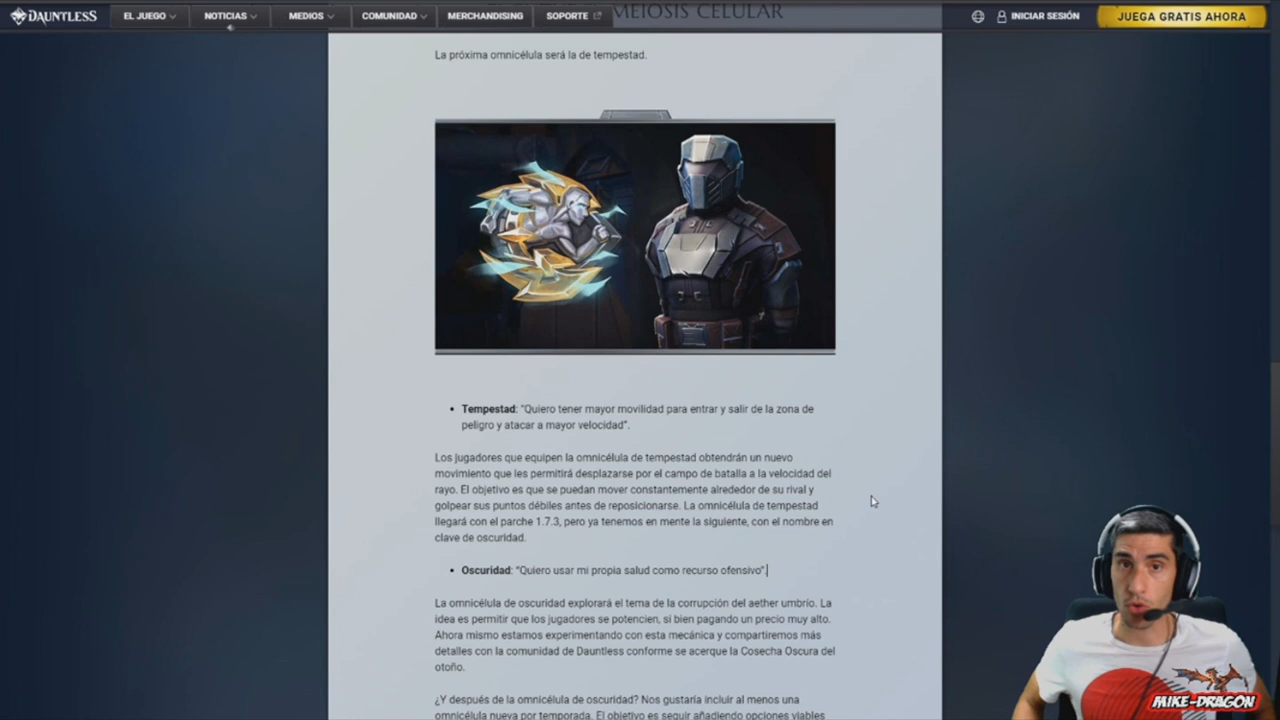 DAUNTLESS
EL JUEGO
NOTICIAS
MEDIOS
COMUNIDAD
MERCHANDISING
SOPORTE
MEIOSIS CELULAR
INICIAR SESIÓN
JUEGA GRATIS AHORA
La próxima omnicélula será la de tempestad.
• Tempestad: “Quiero tener mayor movilidad para entrar y salir de la zona de
peligro y atacar a mayor velocidad”.
Los jugadores que equipen la omnicélula de tempestad obtendrán un nuevo
movimiento que les permitirá desplazarse por el campo de batalla a la velocidad del
rayo. El objetivo es que se puedan mover constantemente alrededor de su rival y
golpear sus puntos débiles antes de reposicionarse. La omnicélula de tempestad
llegará con el parche 1.7.3, pero ya tenemos en mente la siguiente, con el nombre en
clave de oscuridad.
• Oscuridad: “Quiero usar mi propia salud como recurso ofensivo”.
La omnicélula de oscuridad explorará el tema de la corrupción del aether umbrío. La
idea es permitir que los jugadores se potencien, si bien pagando un precio muy alto.
Ahora mismo estamos experimentando con esta mecánica y compartiremos más
detalles con la comunidad de Dauntless conforme se acerque la Cosecha Oscura del
otoño.
¿Y después de la omnicélula de oscuridad? Nos gustaría incluir al menos una
omnicélula nueva por temporada. El objetivo es seguir añadiendo opciones viables
MIKE-DRAGON